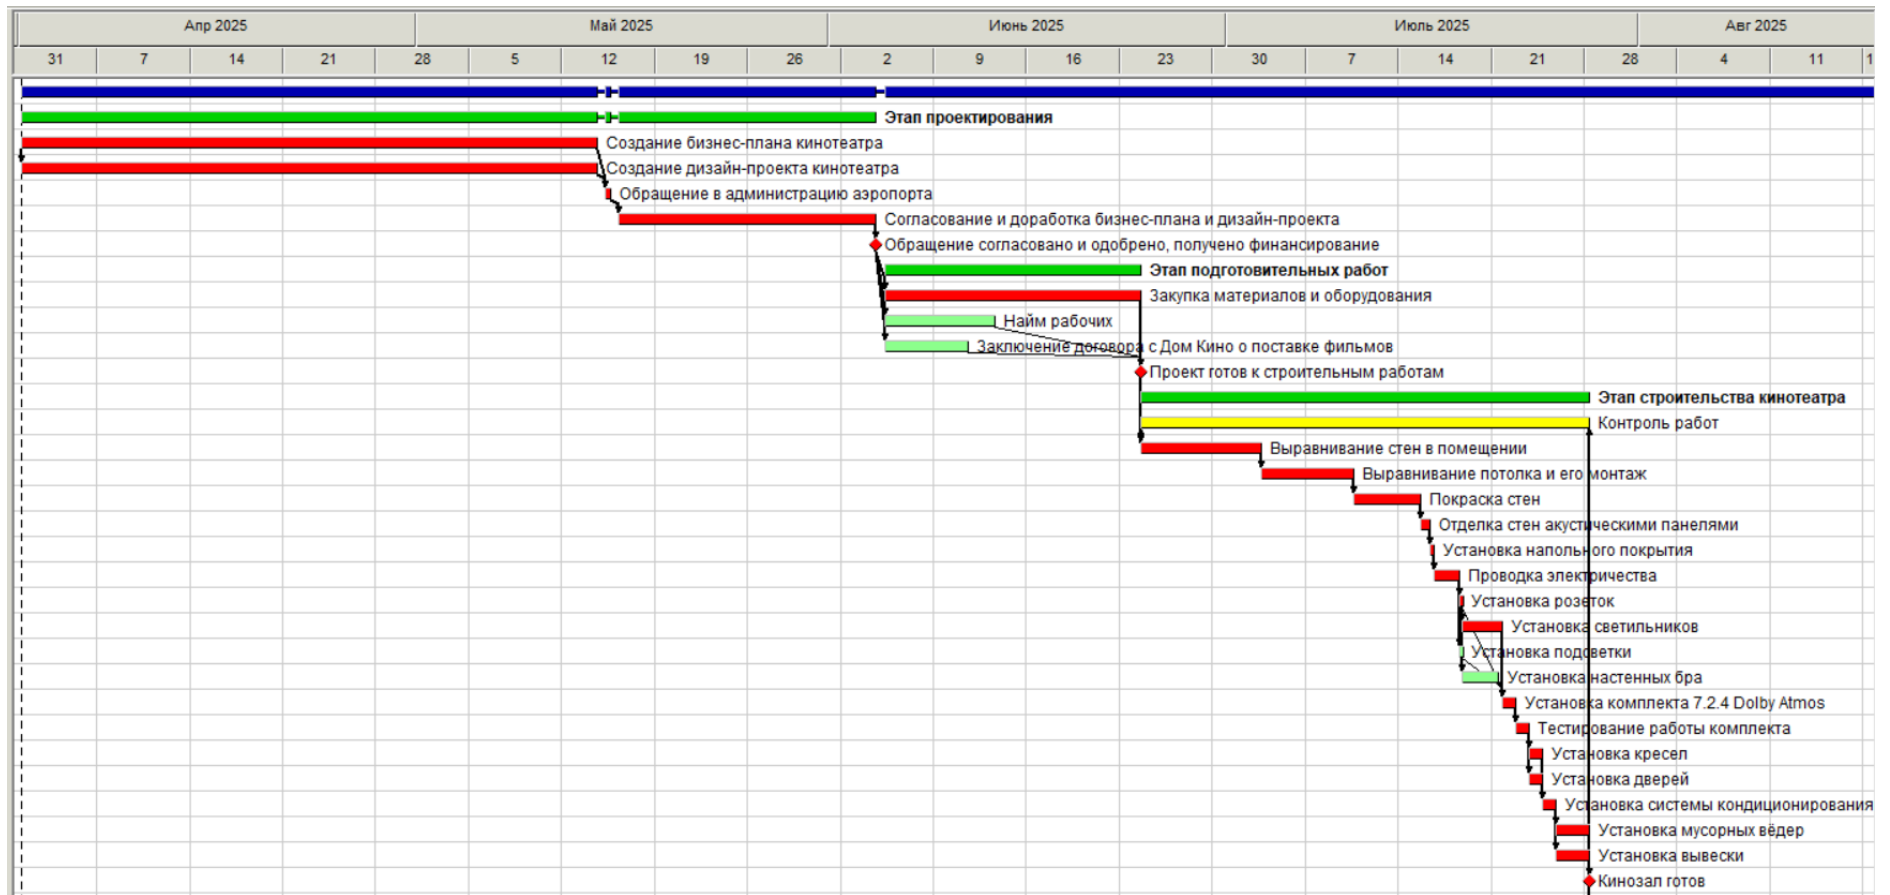 Апр 2025 Май 2025 Июнь 2025 Июль 2025 Авг 2025
31 7 14 21 28 5 12 19 26 2 9 16 23 30 7 14 21 28 4 11 1
Этап проектирования
Создание бизнес-плана кинотеатра
Создание дизайн-проекта кинотеатра
Обращение в администрацию аэропорта
Согласование и доработка бизнес-плана и дизайн-проекта
Обращение согласовано и одобрено, получено финансирование
Этап подготовительных работ
Закупка материалов и оборудования
Найм рабочих
Заключение договора с Дом Кино о поставке фильмов
Проект готов к строительным работам
Этап строительства кинотеатра
Контроль работ
Выравнивание стен в помещении
Выравнивание потолка и его монтаж
Покраска стен
Отделка стен акустическими панелями
Установка напольного покрытия
Проводка электричества
Установка розеток
Установка светильников
Установка подсветки
Установка настенных бра
Установка комплекта 7.2.4 Dolby Atmos
Тестирование работы комплекта
Установка кресел
Установка дверей
Установка системы кондиционирования
Установка мусорных вёдер
Установка вывески
Кинозал готов